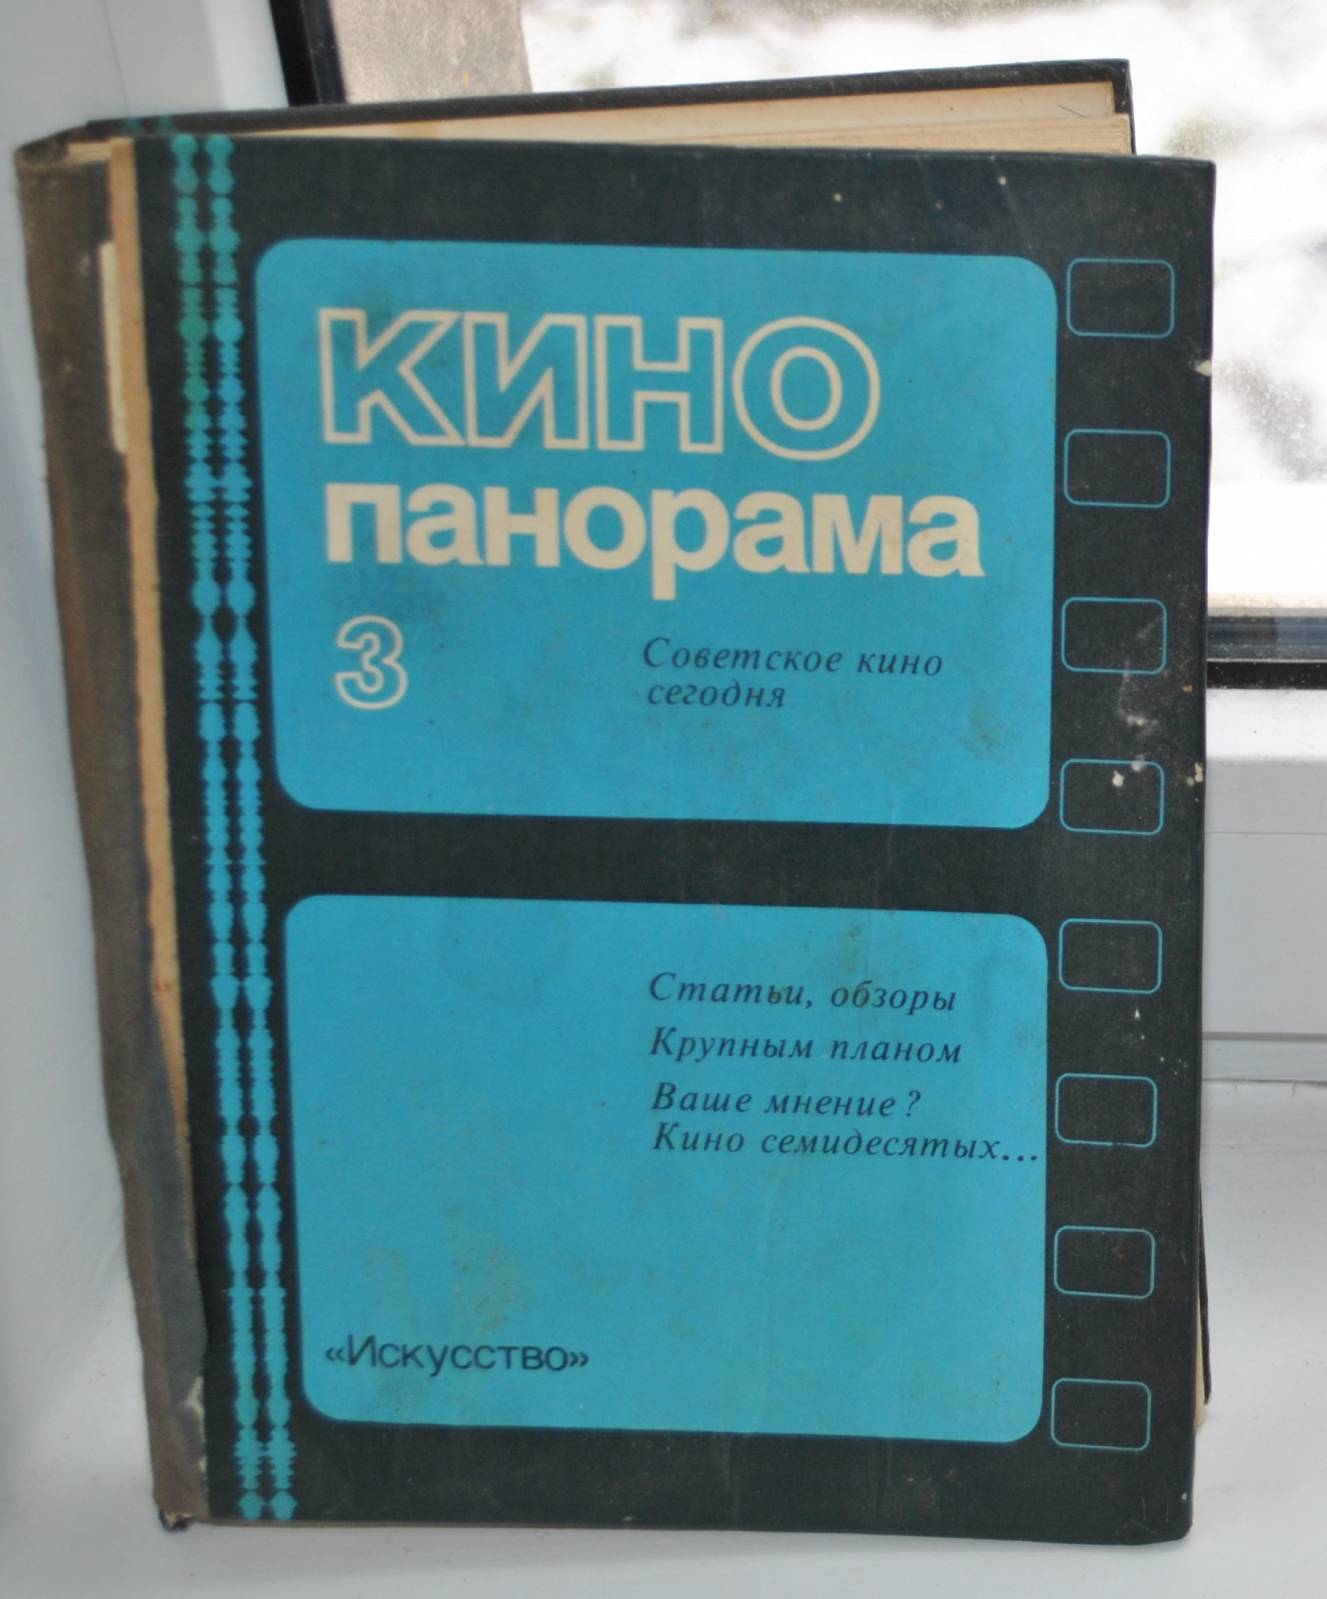 КИНО
панорама
3
Советское кино
сегодня
Статьи, обзоры
Крупным планом
Ваше мнение?
Кино семидесятых...
«Искусство»